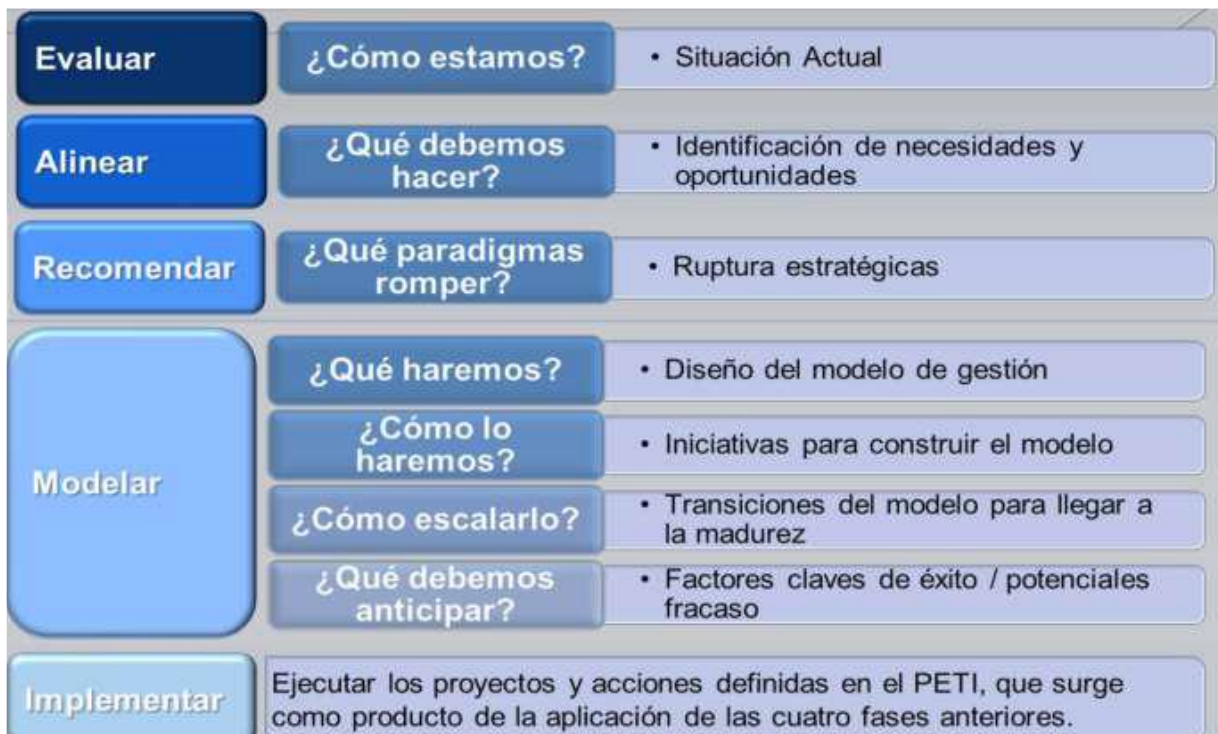 Evaluar
¿Cómo estamos?
• Situación Actual
Alinear
¿Qué debemos
hacer?
• Identificación de necesidades y
oportunidades
Recomendar
¿Qué paradigmas
romper?
• Ruptura estratégicas
Modelar
¿Qué haremos?
• Diseño del modelo de gestión
¿Cómo lo
haremos?
• Iniciativas para construir el modelo
¿Cómo escalarlo?
• Transiciones del modelo para llegar a
la madurez
¿Qué debemos
anticipar?
• Factores claves de éxito / potenciales
fracaso
Implementar
Ejecutar los proyectos y acciones definidas en el PETI, que surge
como producto de la aplicación de las cuatro fases anteriores.